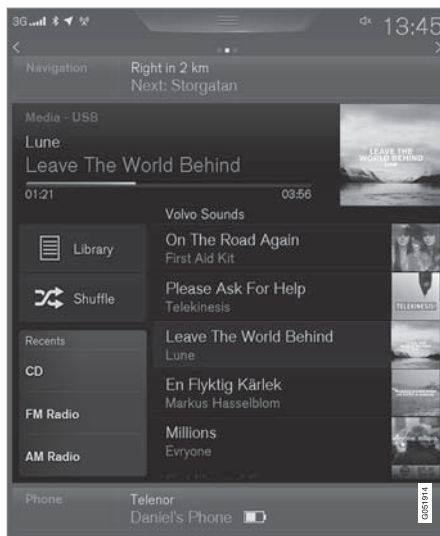 3G
13:45
Navigation
Right in 2 km
Next: Storgatan
Media - USB
Lune
Leave The World Behind
01:21
03:56
LEAVE THE
WORLD BEHIND
Lune
Volvo Sounds
Library
Shuffle
On The Road Again
First Aid Kit
Please Ask For Help
Telekinesis
TELEKINESIS!
Leave The World Behind
Lune
En Flyktig Kärlek
Markus Hasselblom
Millions
Evryone
Recents
CD
FM Radio
AM Radio
Phone
Telenor
Daniel's Phone
G051914